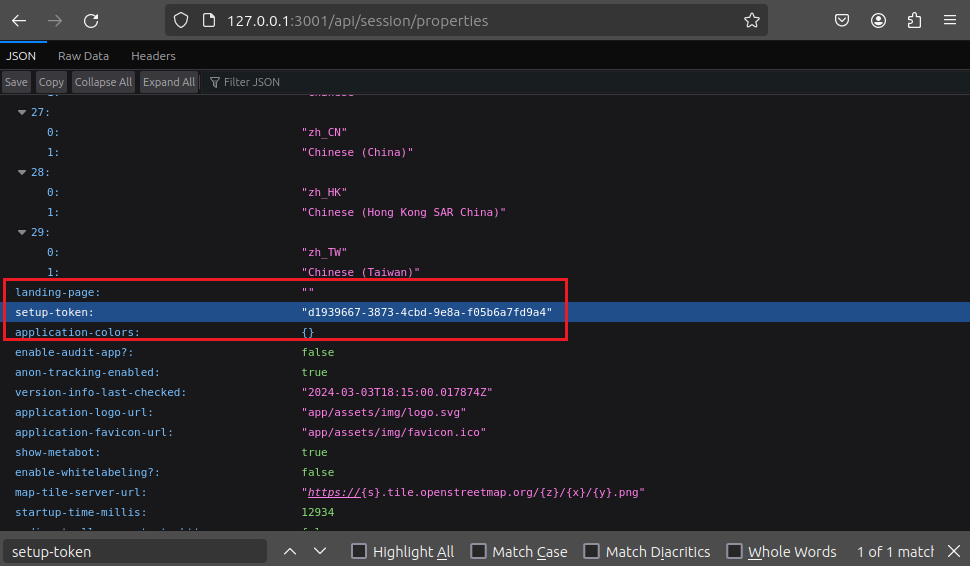 127.0.0.1:3001/api/session/properties
JSON Raw Data Headers
Save Copy Collapse All Expand All Filter JSON
27:
0: "zh_CN"
1: "Chinese (China)"
28:
0: "zh_HK"
1: "Chinese (Hong Kong SAR China)"
29:
0: "zh_TW"
1: "Chinese (Taiwan)"
landing-page: ""
setup-token: "d1939667-3873-4cbd-9e8a-f05b6a7fd9a4"
application-colors: {}
enable-audit-app?: false
anon-tracking-enabled: true
version-info-last-checked: "2024-03-03T18:15:00.017874Z"
application-logo-url: "app/assets/img/logo.svg"
application-favicon-url: "app/assets/img/favicon.ico"
show-metabot: true
enable-whitelabeling?: false
map-tile-server-url: "https://{s}.tile.openstreetmap.org/{z}/{x}/{y}.png"
startup-time-millis: 12934
setup-token Highlight All Match Case Match Diacritics Whole Words 1 of 1 match